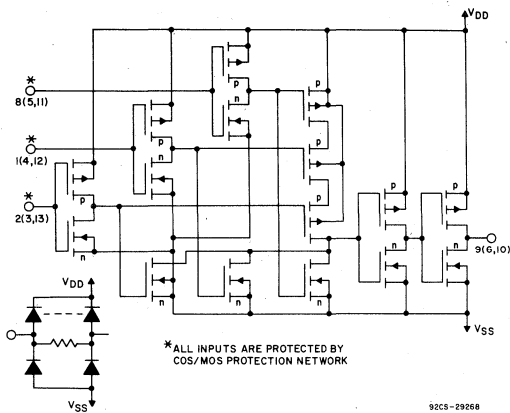 VDD
*
8(5,11)
p
n
p
*
1(4,12)
p
n
p
*
2(3,13)
p
n
p
n
n
n
p
n
p
n
9(6,10)
VSS
VDD
VSS
*ALL INPUTS ARE PROTECTED BY
COS/MOS PROTECTION NETWORK
92CS-29268